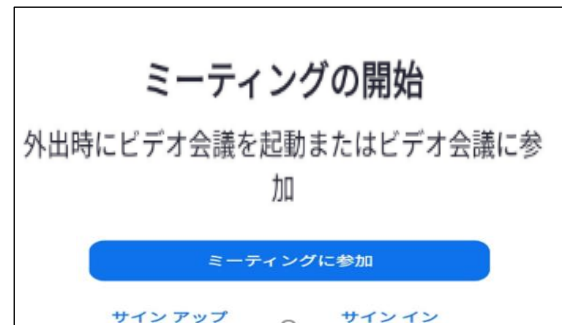 ミーティングの開始
外出時にビデオ会議を起動またはビデオ会議に参
加
ミーティングに参加
サイン アップ
サイン イン